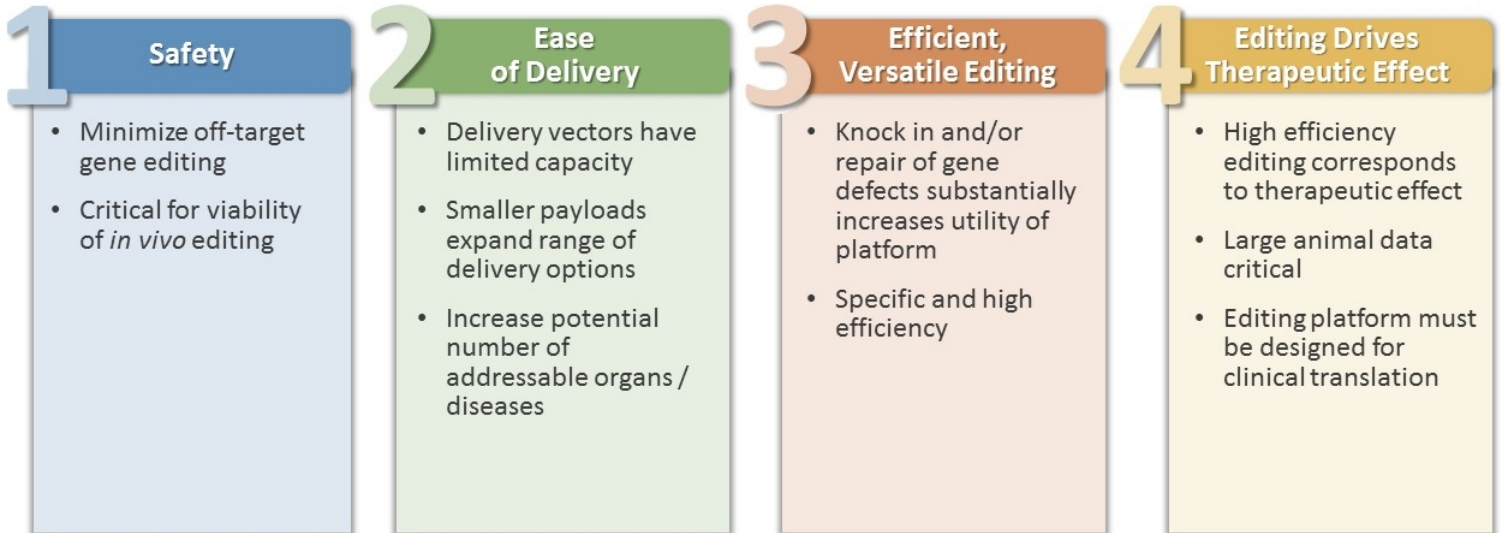 1
Safety
• Minimize off-target
gene editing
• Critical for viability
of in vivo editing
2
Ease
of Delivery
• Delivery vectors have
limited capacity
• Smaller payloads
expand range of
delivery options
• Increase potential
number of
addressable organs /
diseases
3
Efficient,
Versatile Editing
• Knock in and/or
repair of gene
defects substantially
increases utility of
platform
• Specific and high
efficiency
4
Editing Drives
Therapeutic Effect
• High efficiency
editing corresponds
to therapeutic effect
• Large animal data
critical
• Editing platform must
be designed for
clinical translation